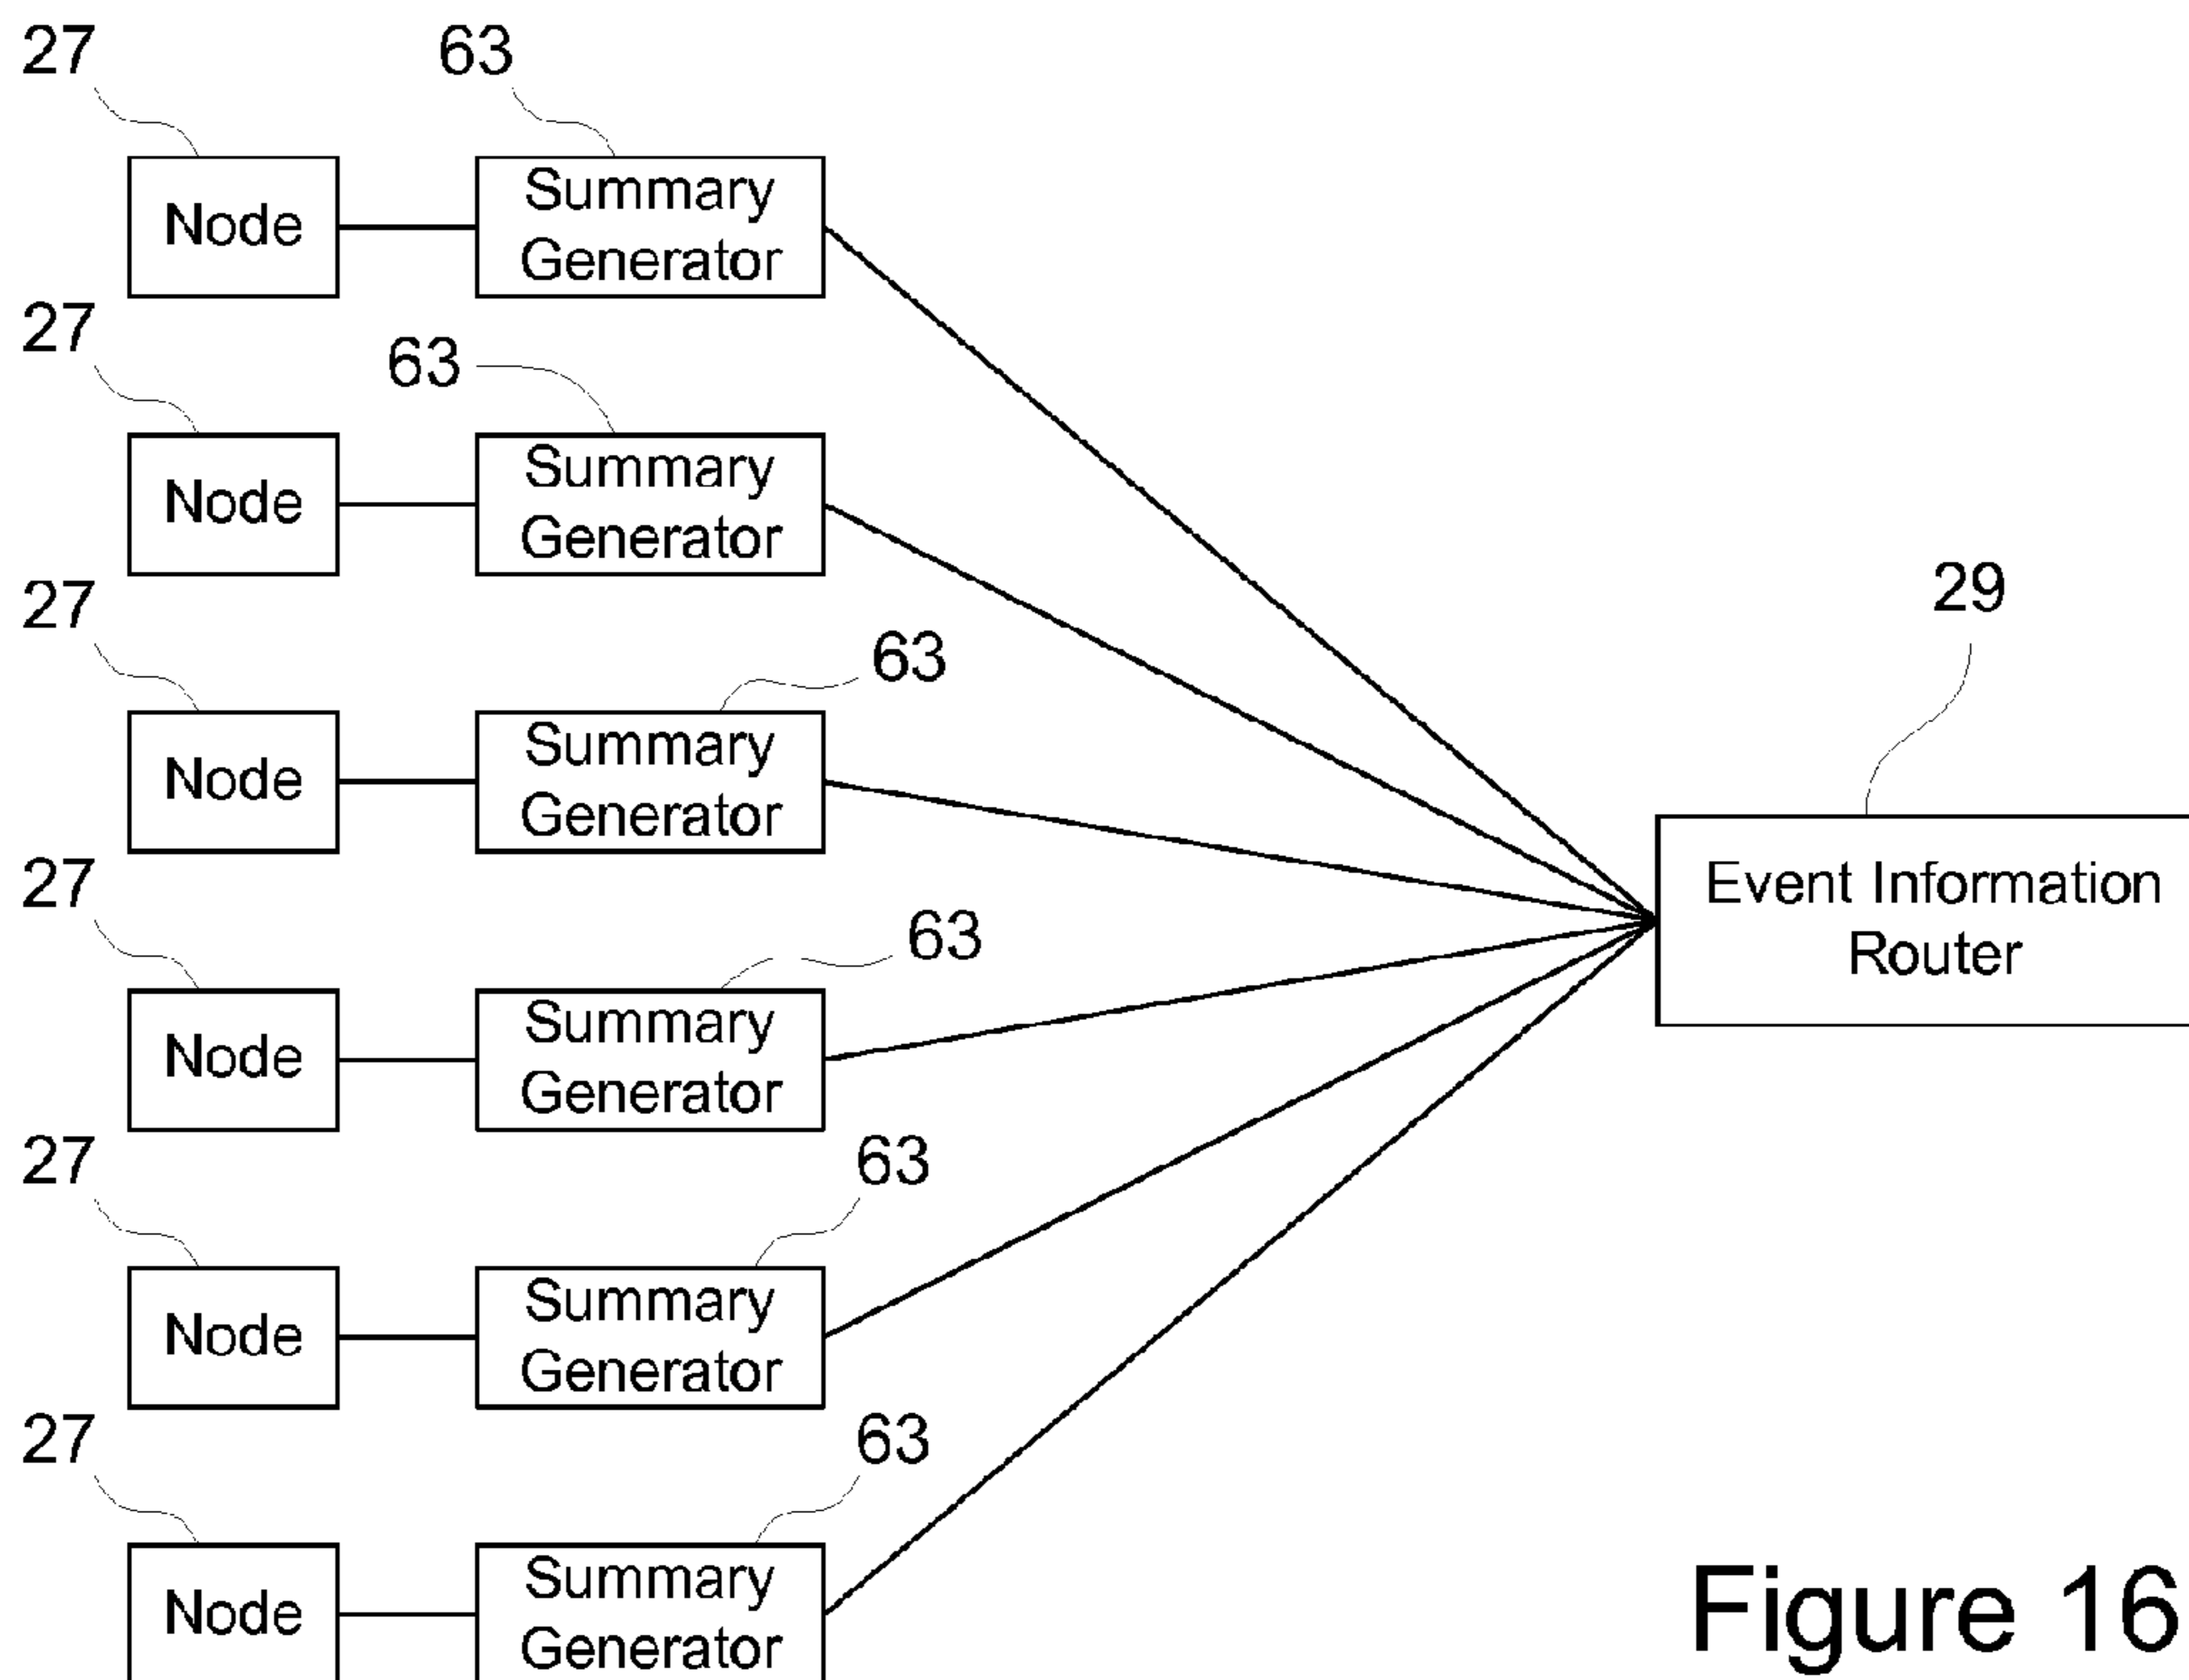 27
63
Node
Summary
Generator
27
63
Node
Summary
Generator
27
63
Node
Summary
Generator
27
63
Node
Summary
Generator
27
63
Node
Summary
Generator
27
63
Node
Summary
Generator
29
Event Information
Router
Figure 16